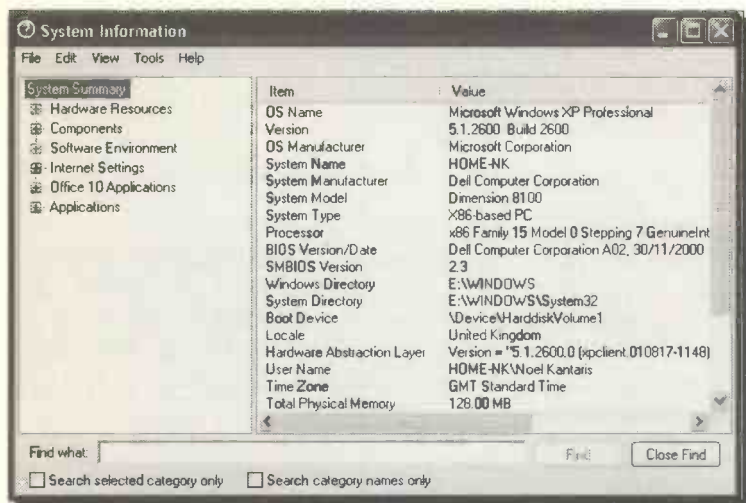 System Information
File Edit View Tools Help
System Summary
Hardware Resources
Components
Software Environment
Internet Settings
Office 10 Applications
Applications
Item Value
OS Name Microsoft Windows XP Professional
Version 5.1.2600 Build 2600
OS Manufacturer Microsoft Corporation
System Name HOME-NK
System Manufacturer Dell Computer Corporation
System Model Dimension 8100
System Type X86-based PC
Processor x86 Family 15 Model 0 Stepping 7 GenuineInt
BIOS Version/Date Dell Computer Corporation A02, 30/11/2000
SMBIOS Version 2.3
Windows Directory E:\WINDOWS
System Directory E:\WINDOWS\System32
Boot Device \Device\HarddiskVolume1
Locale United Kingdom
Hardware Abstraction Layer Version = "5.1.2600.0 (xpclient.010817-1148)
User Name HOME-NK\Noel Kantaris
Time Zone GMT Standard Time
Total Physical Memory 128.00 MB
Find what: Find Close Find
Search selected category only Search category names only